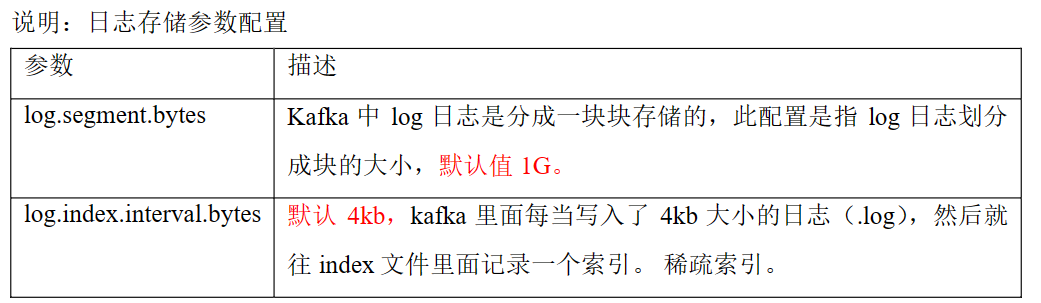 说明：日志存储参数配置
参数
描述
log.segment.bytes
Kafka 中 log 日志是分成一块块存储的，此配置是指 log 日志划分
成块的大小，默认值 1G。
log.index.interval.bytes
默认 4kb，kafka 里面每当写入了 4kb 大小的日志（.log），然后就
往 index 文件里面记录一个索引。 稀疏索引。